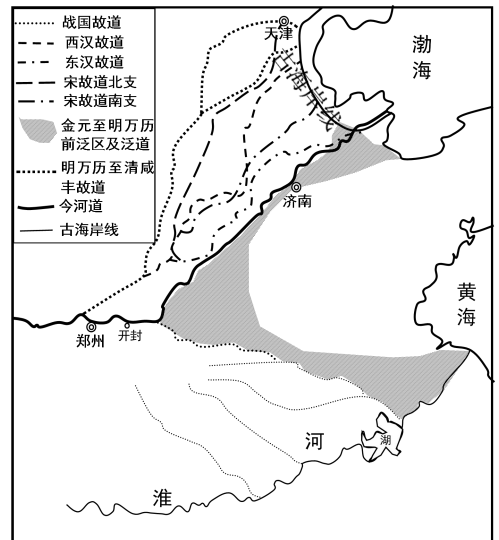 战国故道
西汉故道
东汉故道
宋故道北支
宋故道南支
金元至明万历
前泛区及泛道
明万历至清咸
丰故道
今河道
古海岸线
天津
渤海
古海岸线
济南
黄海
郑州
开封
湖
河
淮